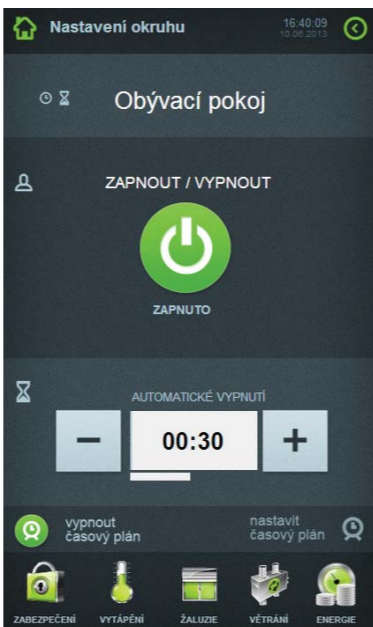 Nastavení okruhu
16:40:09
10.06.2013
Obývací pokoj
ZAPNOUT / VYPNOUT
ZAPNUTO
AUTOMATICKÉ VYPNUTÍ
− 00:30 +
vypnout
časový plán
nastavit
časový plán
ZABEZPEČENÍ VYTÁPĚNÍ ŽALUZIE VĚTRÁNÍ ENERGIE